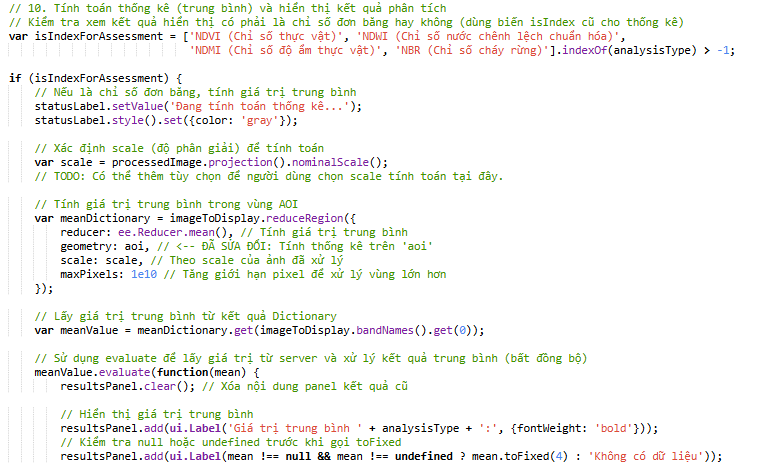 // 10. Tính toán thống kê (trung bình) và hiển thị kết quả phân tích
// Kiểm tra xem kết quả hiển thị có phải là chỉ số đơn băng hay không (dùng biến isIndex cũ cho thống kê)
var isIndexForAssessment = ['NDVI (Chỉ số thực vật)', 'NDWI (Chỉ số nước chênh lệch chuẩn hóa)',
'NDMI (Chỉ số độ ẩm thực vật)', 'NBR (Chỉ số cháy rừng)'].indexOf(analysisType) > -1;
if (isIndexForAssessment) {
// Nếu là chỉ số đơn băng, tính giá trị trung bình
statusLabel.setValue('Đang tính toán thống kê...');
statusLabel.style().set({color: 'gray'});
// Xác định scale (độ phân giải) để tính toán
var scale = processedImage.projection().nominalScale();
// TODO: Có thể thêm tùy chọn để người dùng chọn scale tính toán tại đây.
// Tính giá trị trung bình trong vùng AOI
var meanDictionary = imageToDisplay.reduceRegion({
reducer: ee.Reducer.mean(), // Tính giá trị trung bình
geometry: aoi, // <-- ĐÃ SỬA ĐỔI: Tính thống kê trên 'aoi'
scale: scale, // Theo scale của ảnh đã xử lý
maxPixels: 1e10 // Tăng giới hạn pixel để xử lý vùng lớn hơn
});
// Lấy giá trị trung bình từ kết quả Dictionary
var meanValue = meanDictionary.get(imageToDisplay.bandNames().get(0));
// Sử dụng evaluate để lấy giá trị từ server và xử lý kết quả trung bình (bất đồng bộ)
meanValue.evaluate(function(mean) {
resultsPanel.clear(); // Xóa nội dung panel kết quả cũ
// Hiển thị giá trị trung bình
resultsPanel.add(ui.Label('Giá trị trung bình ' + analysisType + ':', {fontWeight: 'bold'}));
// Kiểm tra null hoặc undefined trước khi gọi toFixed
resultsPanel.add(ui.Label(mean !== null && mean !== undefined ? mean.toFixed(4) : 'Không có dữ liệu'));